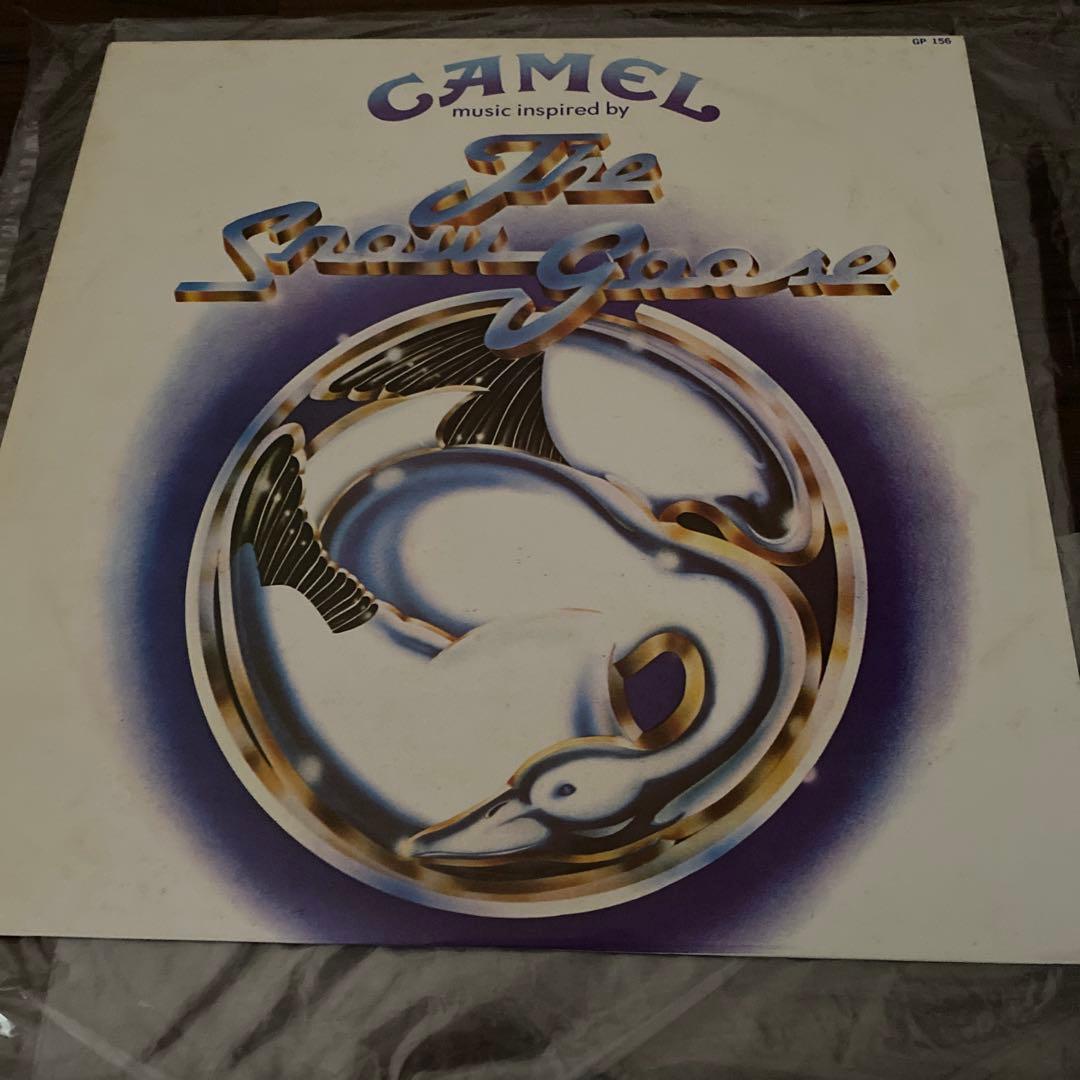 GP 156
CAMEL
music inspired by
The
Snow Goose